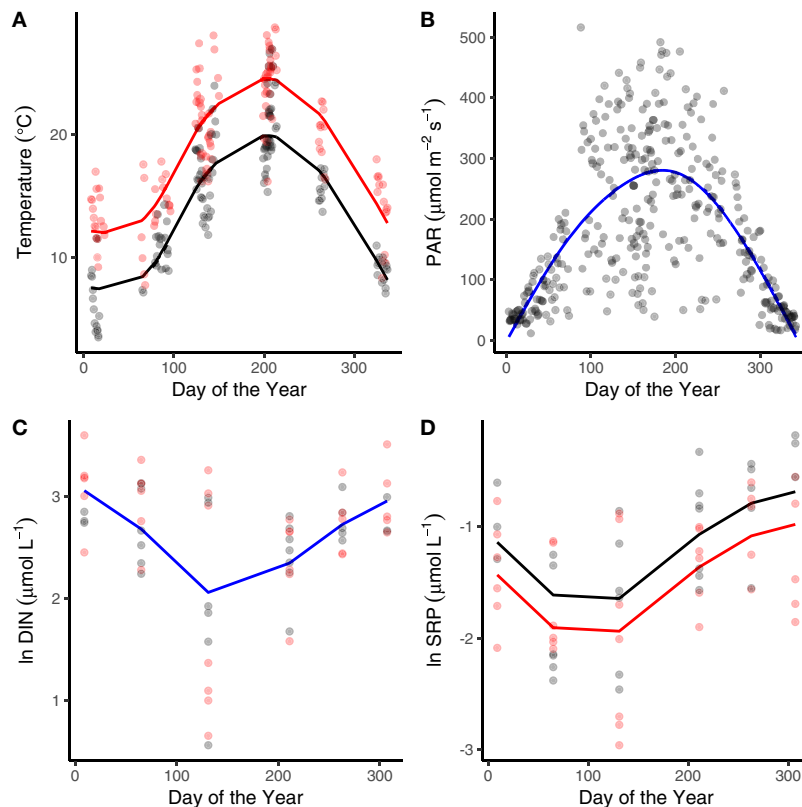 A
B
Temperature (°C)
20
10
0
100
200
300
Day of the Year
PAR (μmol m⁻² s⁻¹)
500
400
300
200
100
0
0
100
200
300
Day of the Year
C
D
ln DIN (μmol L⁻¹)
3
2
1
0
100
200
300
Day of the Year
ln SRP (μmol L⁻¹)
-1
-2
-3
0
100
200
300
Day of the Year